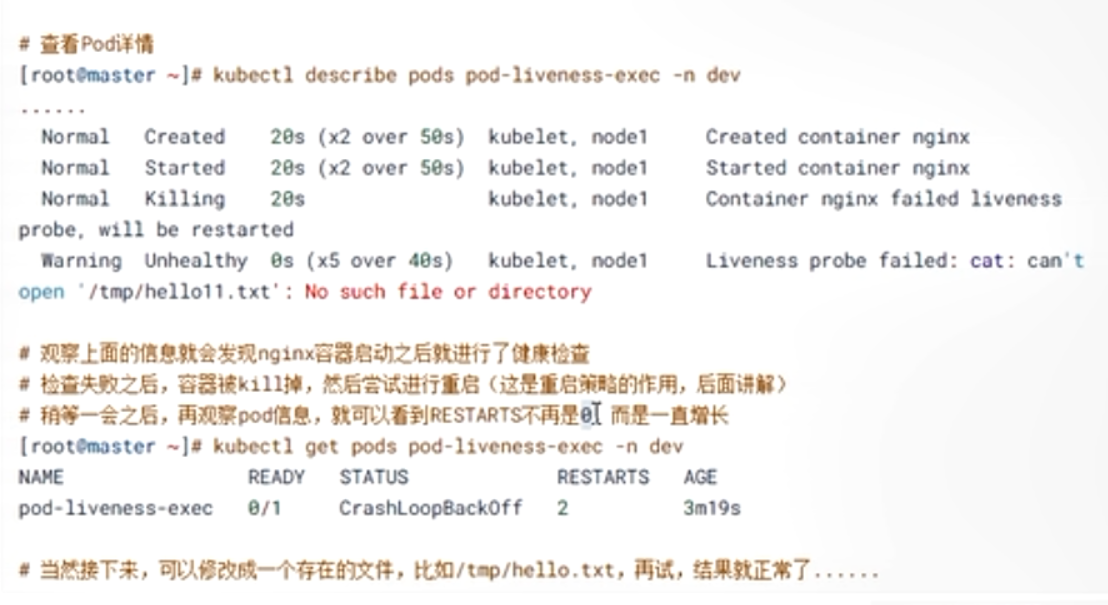 # 查看Pod详情
[root@master ~]# kubectl describe pods pod-liveness-exec -n dev
......
  Normal   Created    20s (x2 over 50s)  kubelet, node1     Created container nginx
  Normal   Started    20s (x2 over 50s)  kubelet, node1     Started container nginx
  Normal   Killing    20s                kubelet, node1     Container nginx failed liveness
probe, will be restarted
  Warning  Unhealthy  0s (x5 over 40s)   kubelet, node1     Liveness probe failed: cat: can't
open '/tmp/hello11.txt': No such file or directory
# 观察上面的信息就会发现nginx容器启动之后就进行了健康检查
# 检查失败之后，容器被kill掉，然后尝试进行重启（这是重启策略的作用，后面讲解）
# 稍等一会之后，再观察pod信息，就可以看到RESTARTS不再是0，而是一直增长
[root@master ~]# kubectl get pods pod-liveness-exec -n dev
NAME                READY   STATUS             RESTARTS   AGE
pod-liveness-exec   0/1     CrashLoopBackOff   2          3m19s
# 当然接下来，可以修改成一个存在的文件，比如/tmp/hello.txt，再试，结果就正常了......